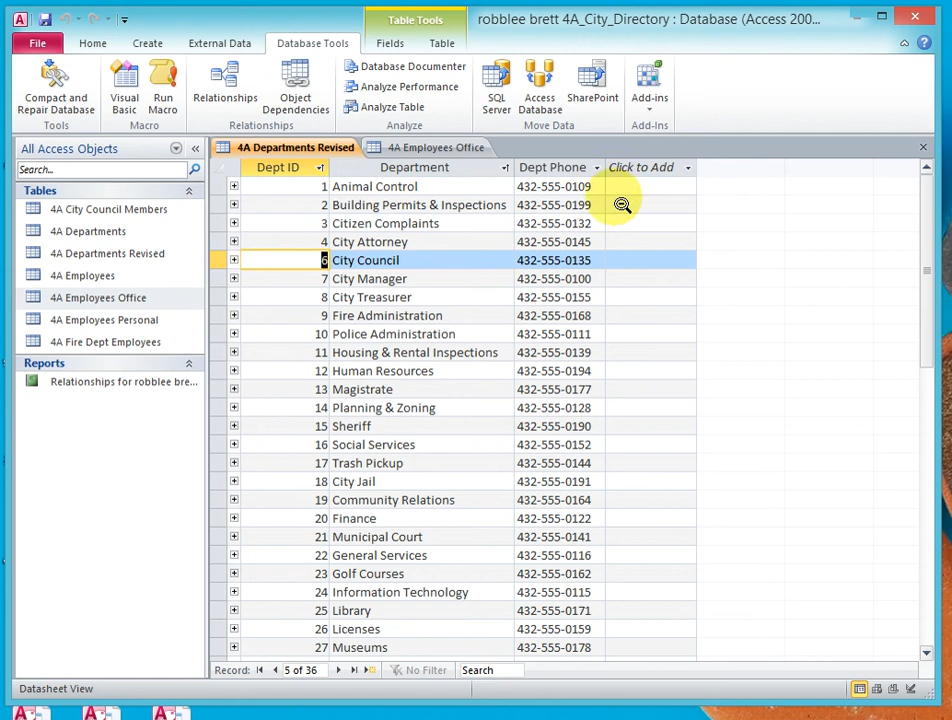 Table Tools
robblee brett 4A_City_Directory : Database (Access 200...
File Home Create External Data Database Tools Fields Table
Compact and Repair Database
Visual Basic
Run Macro
Relationships
Object Dependencies
Database Documenter
Analyze Performance
Analyze Table
SQL Server
Access Database
SharePoint
Add-ins
Tools Macro Relationships Analyze Move Data Add-Ins
All Access Objects
Search...
Tables
4A City Council Members
4A Departments
4A Departments Revised
4A Employees
4A Employees Office
4A Employees Personal
4A Fire Dept Employees
Reports
Relationships for robblee bre...
4A Departments Revised 4A Employees Office
Dept ID Department Dept Phone Click to Add
1 Animal Control 432-555-0109
2 Building Permits & Inspections 432-555-0199
3 Citizen Complaints 432-555-0132
4 City Attorney 432-555-0145
6 City Council 432-555-0135
7 City Manager 432-555-0100
8 City Treasurer 432-555-0155
9 Fire Administration 432-555-0168
10 Police Administration 432-555-0111
11 Housing & Rental Inspections 432-555-0139
12 Human Resources 432-555-0194
13 Magistrate 432-555-0177
14 Planning & Zoning 432-555-0128
15 Sheriff 432-555-0190
16 Social Services 432-555-0152
17 Trash Pickup 432-555-0144
18 City Jail 432-555-0191
19 Community Relations 432-555-0164
20 Finance 432-555-0122
21 Municipal Court 432-555-0141
22 General Services 432-555-0116
23 Golf Courses 432-555-0162
24 Information Technology 432-555-0115
25 Library 432-555-0171
26 Licenses 432-555-0159
27 Museums 432-555-0178
Record: 5 of 36 No Filter Search
Datasheet View